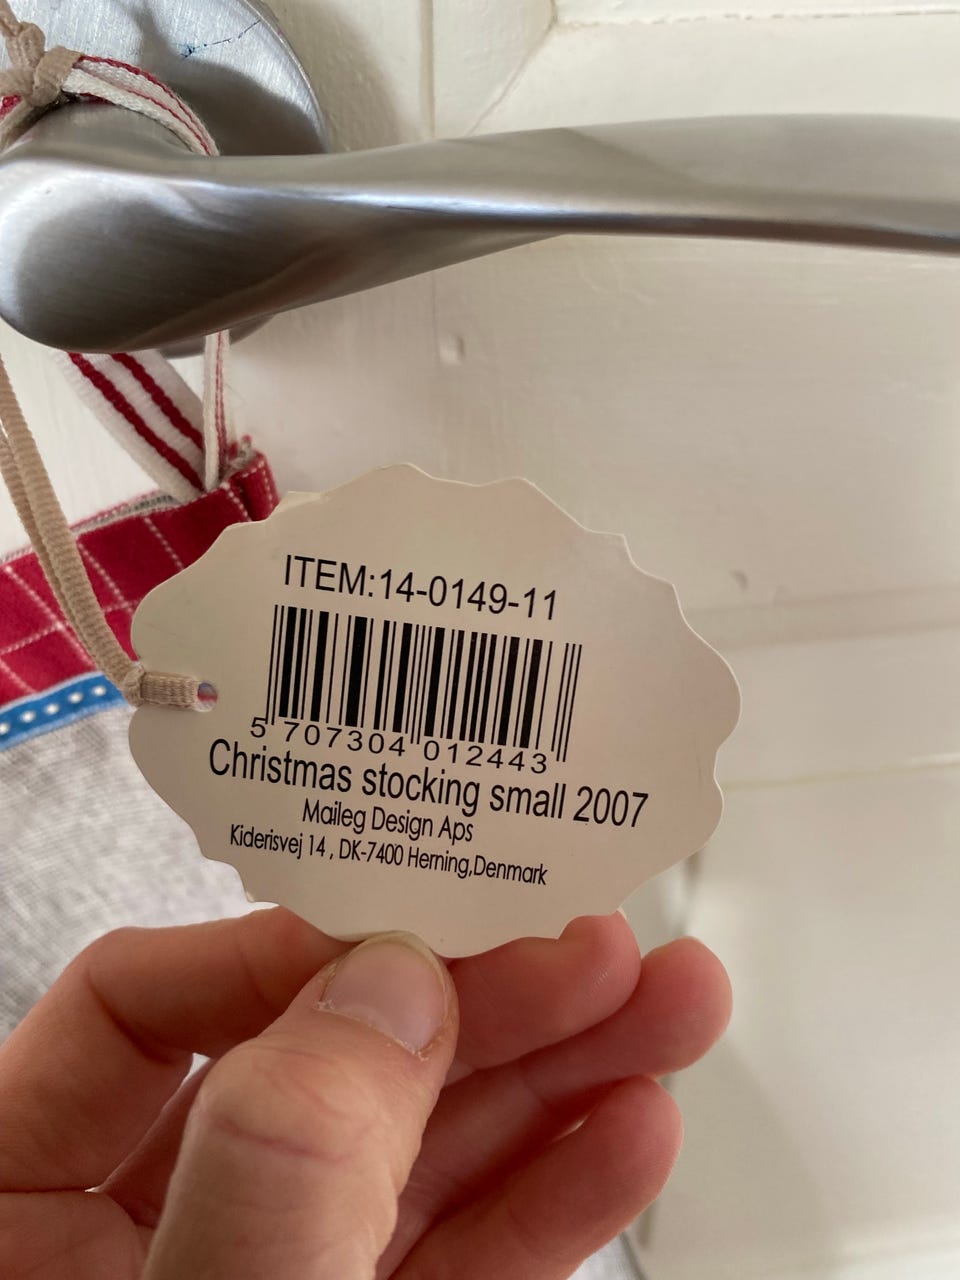 ITEM:14-0149-11
5 707304 012443
Christmas stocking small 2007
Maileg Design Aps
Kiderisvej 14 , DK-7400 Herning,Denmark